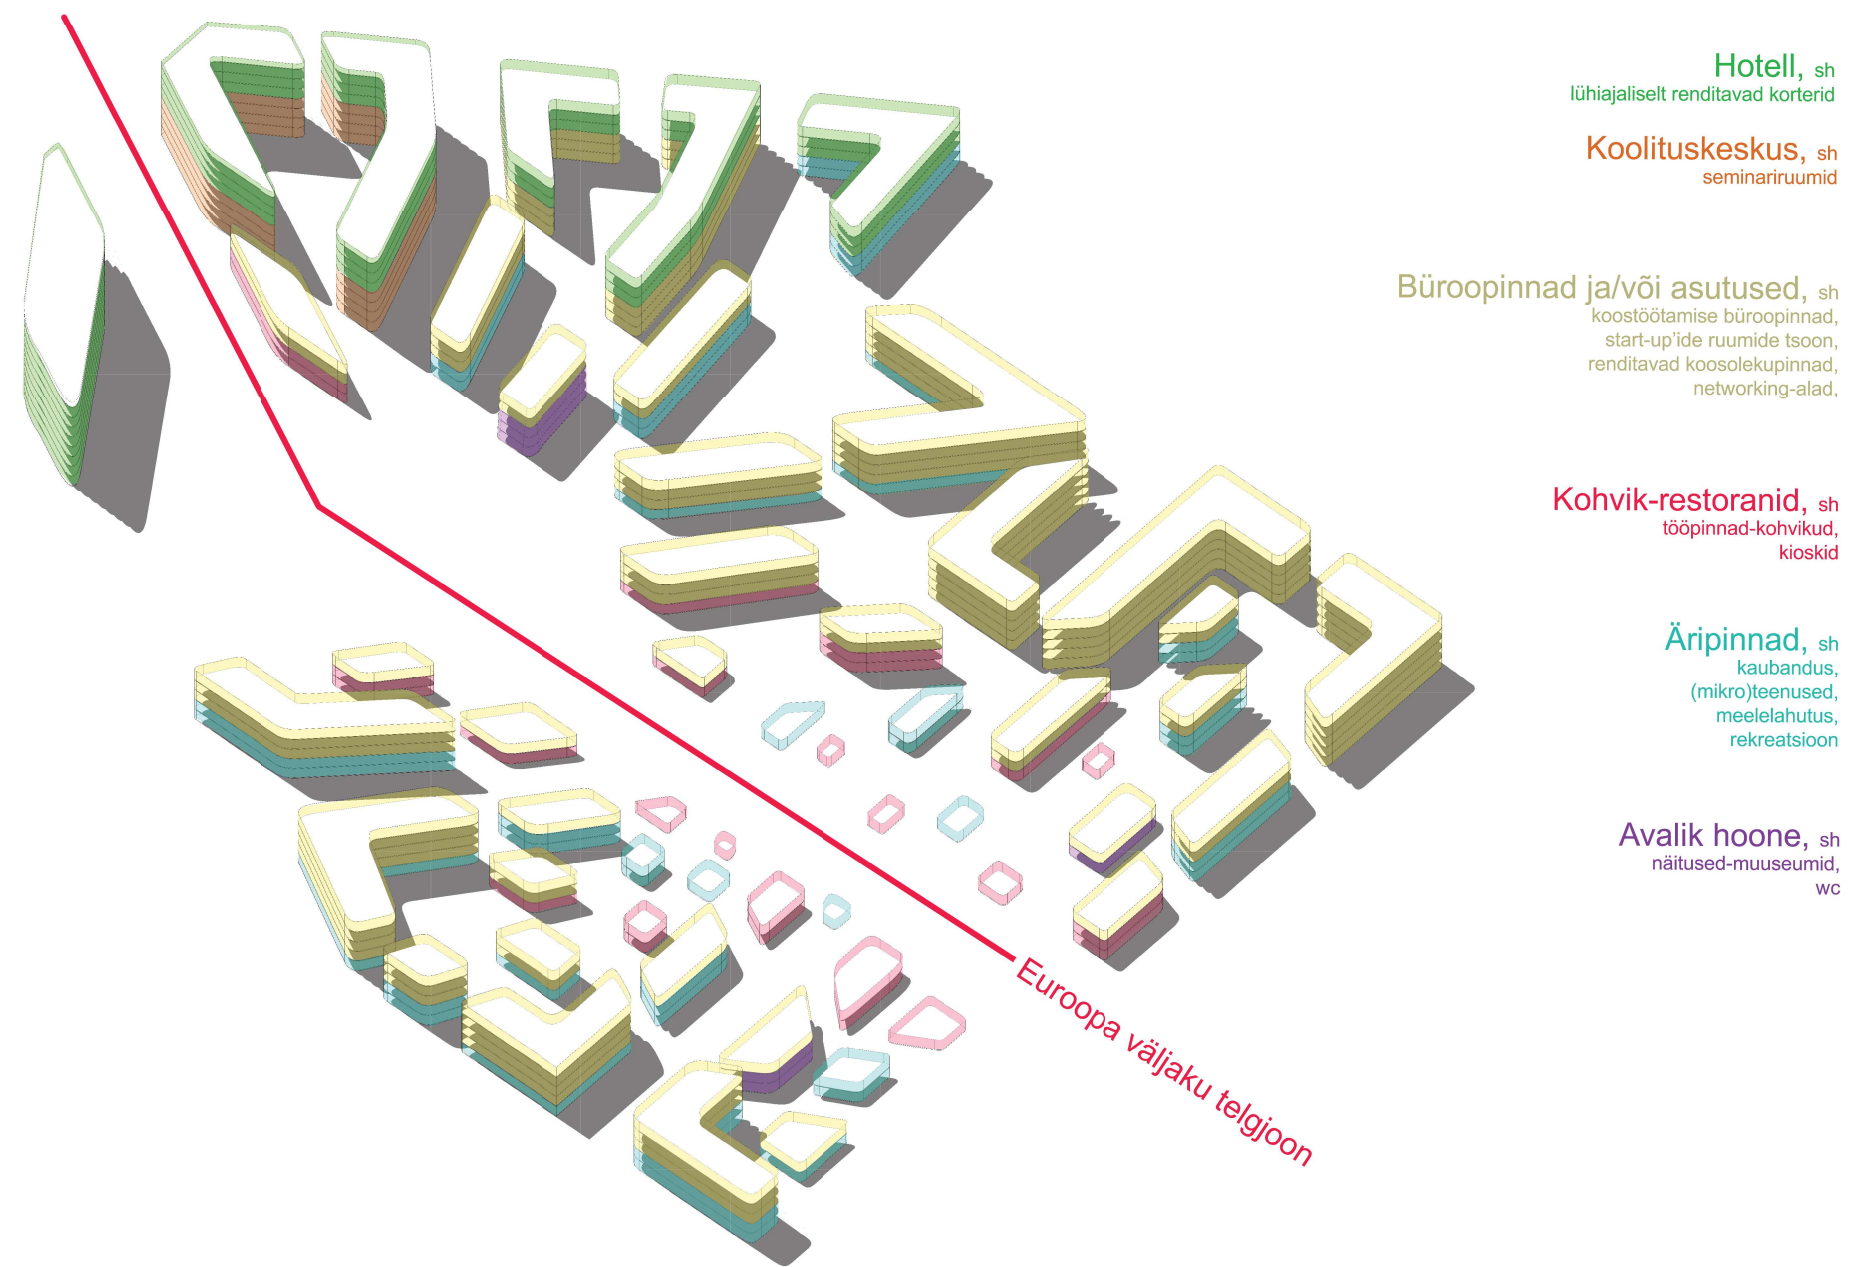 Hotell, sh
lühiajaliselt renditavad korterid
Koolituskeskus, sh
seminariruumid
Büroopinnad ja/või asutused, sh
koostöötamise büroopinnad,
start-up'ide ruumide tsoon,
renditavad koosolekupinnad,
networking-alad,
Kohvik-restoranid, sh
tööpinnad-kohvikud,
kioskid
Äripinnad, sh
kaubandus,
(mikro)teenused,
meelelahutus,
rekreatsioon
Avalik hoone, sh
näitused-muuseumid,
wc
Euroopa väljaku telgjoon